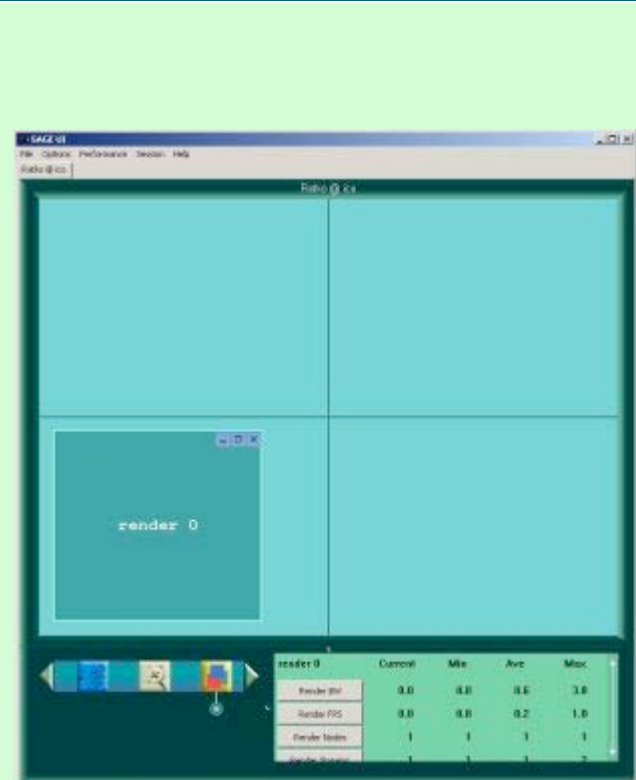 SAGE UI
File Options Performance Session Help
Ratko @ ico
Ratko @ ico
render 0
render 0 Current Min Ave Max
Render BW 0.0 0.0 0.6 3.0
Render FPS 0.0 0.0 0.2 1.0
Render Nodes 1 1 1 1